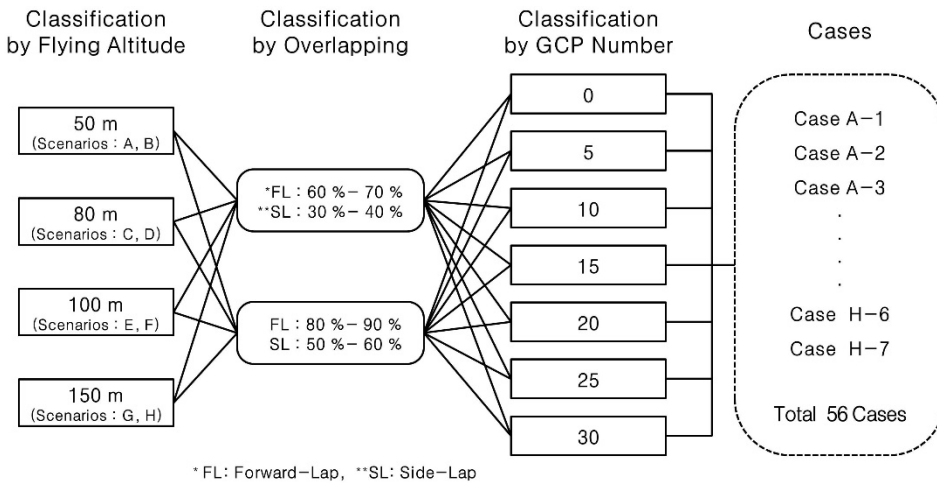 Classification
by Flying Altitude
Classification
by Overlapping
Classification
by GCP Number
Cases
50 m
(Scenarios : A, B)
80 m
(Scenarios : C, D)
100 m
(Scenarios : E, F)
150 m
(Scenarios : G, H)
*FL : 60 %- 70 %
**SL : 30 %- 40 %
FL : 80 %- 90 %
SL : 50 %- 60 %
0
5
10
15
20
25
30
Case A-1
Case A-2
Case A-3
.
.
.
Case H-6
Case H-7
Total 56 Cases
* FL: Forward-Lap, **SL: Side-Lap